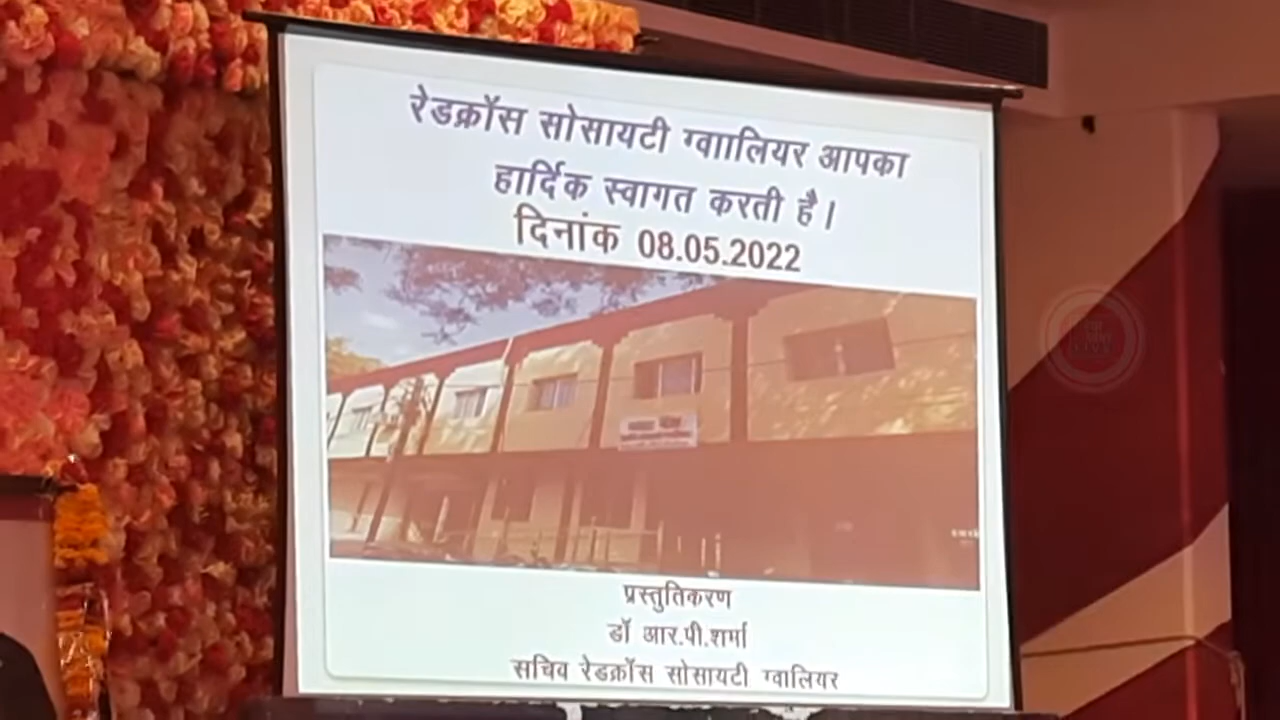 रेडक्रॉस सोसायटी ग्वाालियर आपका
हार्दिक स्वागत करती है।
दिनांक 08.05.2022
प्रस्तुतिकरण
डॉ आर.पी.शर्मा
सचिव रेडक्रॉस सोसायटी ग्वालियर